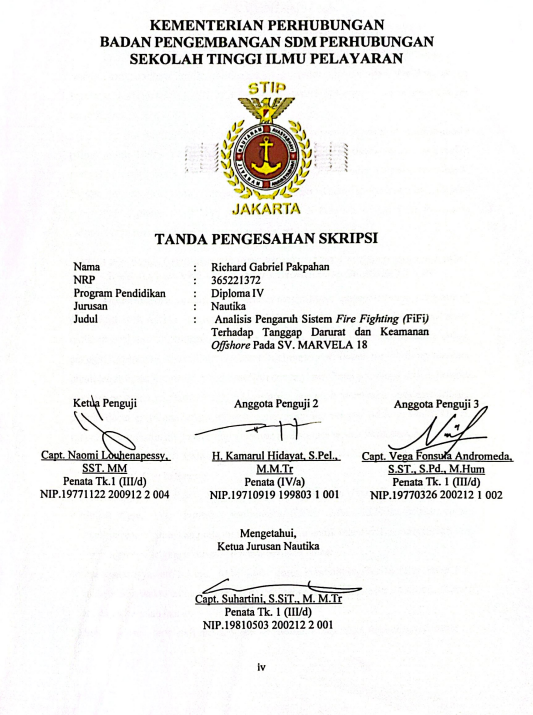 KEMENTERIAN PERHUBUNGAN
BADAN PENGEMBANGAN SDM PERHUBUNGAN
SEKOLAH TINGGI ILMU PELAYARAN
STIP
JAKARTA
TANDA PENGESAHAN SKRIPSI
Nama : Richard Gabriel Pakpahan
NRP : 365221372
Program Pendidikan : Diploma IV
Jurusan : Nautika
Judul : Analisis Pengaruh Sistem Fire Fighting (FiFi)
Terhadap Tanggap Darurat dan Keamanan
Offshore Pada SV. MARVELA 18
Ketua Penguji
Capt. Naomi Louhenapessy,
SST. MM
Penata Tk.1 (III/d)
NIP.19771122 200912 2 004
Anggota Penguji 2
H. Kamarul Hidayat, S.Pel.,
M.M.Tr
Penata (IV/a)
NIP.19710919 199803 1 001
Anggota Penguji 3
Capt. Vega Fonsula Andromeda,
S.ST., S.Pd., M.Hum
Penata Tk. 1 (III/d)
NIP.19770326 200212 1 002
Mengetahui,
Ketua Jurusan Nautika
Capt. Suhartini, S.SiT., M. M.Tr
Penata Tk. 1 (III/d)
NIP.19810503 200212 2 001
iv